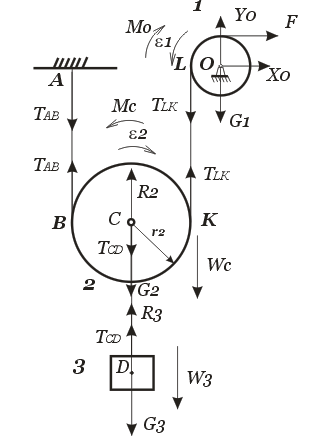 1
Mo
Yo
F
ε1
L
O
Xo
A
TAB
Mc
TLK
G1
ε2
TAB
TLK
R2
B
C
r2
K
TCD
Wc
2
G2
R3
TCD
3
D
W3
G3